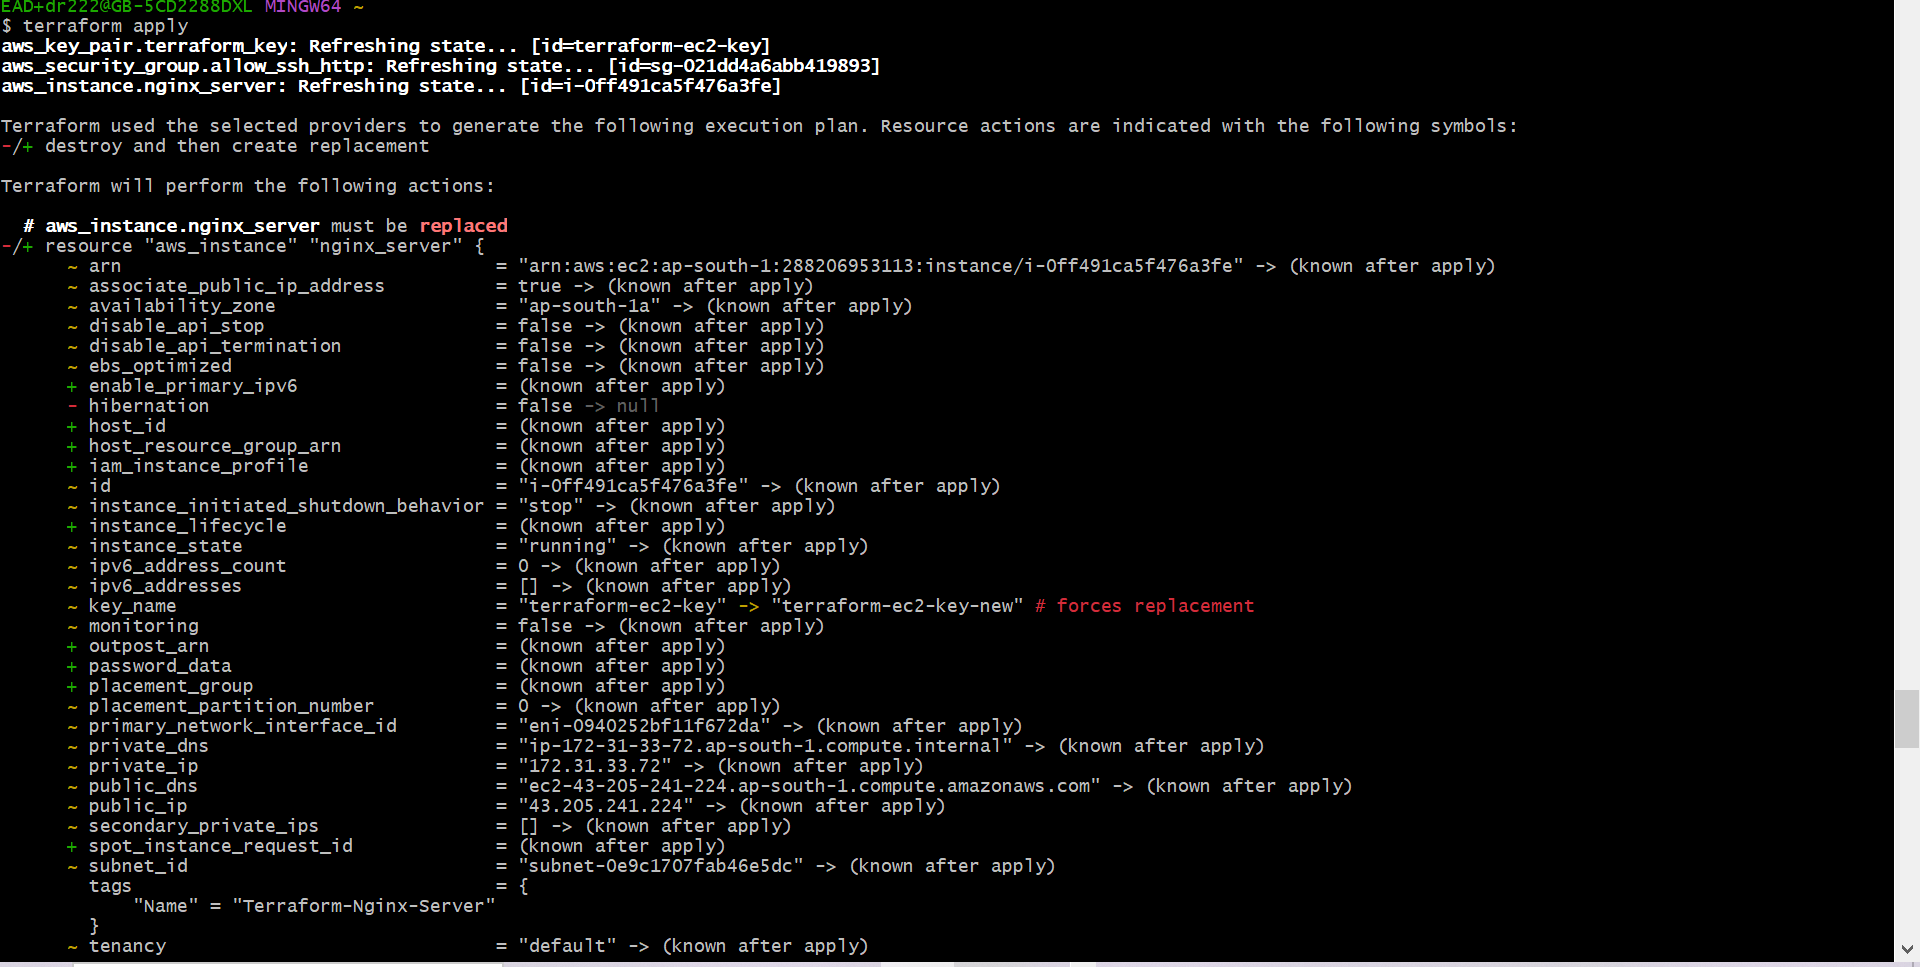 EAD+dr222@GB-5CD2288DXL MINGW64 ~
$ terraform apply
aws_key_pair.terraform_key: Refreshing state... [id=terraform-ec2-key]
aws_security_group.allow_ssh_http: Refreshing state... [id=sg-021dd4a6abb419893]
aws_instance.nginx_server: Refreshing state... [id=i-0ff491ca5f476a3fe]
Terraform used the selected providers to generate the following execution plan. Resource actions are indicated with the following symbols:
-/+ destroy and then create replacement
Terraform will perform the following actions:
# aws_instance.nginx_server must be replaced
-/+ resource "aws_instance" "nginx_server" {
~ arn = "arn:aws:ec2:ap-south-1:288206953113:instance/i-0ff491ca5f476a3fe" -> (known after apply)
~ associate_public_ip_address = true -> (known after apply)
~ availability_zone = "ap-south-1a" -> (known after apply)
~ disable_api_stop = false -> (known after apply)
~ disable_api_termination = false -> (known after apply)
~ ebs_optimized = false -> (known after apply)
+ enable_primary_ipv6 = (known after apply)
- hibernation = false -> null
+ host_id = (known after apply)
+ host_resource_group_arn = (known after apply)
+ iam_instance_profile = (known after apply)
~ id = "i-0ff491ca5f476a3fe" -> (known after apply)
~ instance_initiated_shutdown_behavior = "stop" -> (known after apply)
+ instance_lifecycle = (known after apply)
~ instance_state = "running" -> (known after apply)
~ ipv6_address_count = 0 -> (known after apply)
~ ipv6_addresses = [] -> (known after apply)
~ key_name = "terraform-ec2-key" -> "terraform-ec2-key-new" # forces replacement
~ monitoring = false -> (known after apply)
+ outpost_arn = (known after apply)
+ password_data = (known after apply)
+ placement_group = (known after apply)
~ placement_partition_number = 0 -> (known after apply)
~ primary_network_interface_id = "eni-0940252bf11f672da" -> (known after apply)
~ private_dns = "ip-172-31-33-72.ap-south-1.compute.internal" -> (known after apply)
~ private_ip = "172.31.33.72" -> (known after apply)
~ public_dns = "ec2-43-205-241-224.ap-south-1.compute.amazonaws.com" -> (known after apply)
~ public_ip = "43.205.241.224" -> (known after apply)
~ secondary_private_ips = [] -> (known after apply)
+ spot_instance_request_id = (known after apply)
~ subnet_id = "subnet-0e9c1707fab46e5dc" -> (known after apply)
tags = {
"Name" = "Terraform-Nginx-Server"
}
~ tenancy = "default" -> (known after apply)